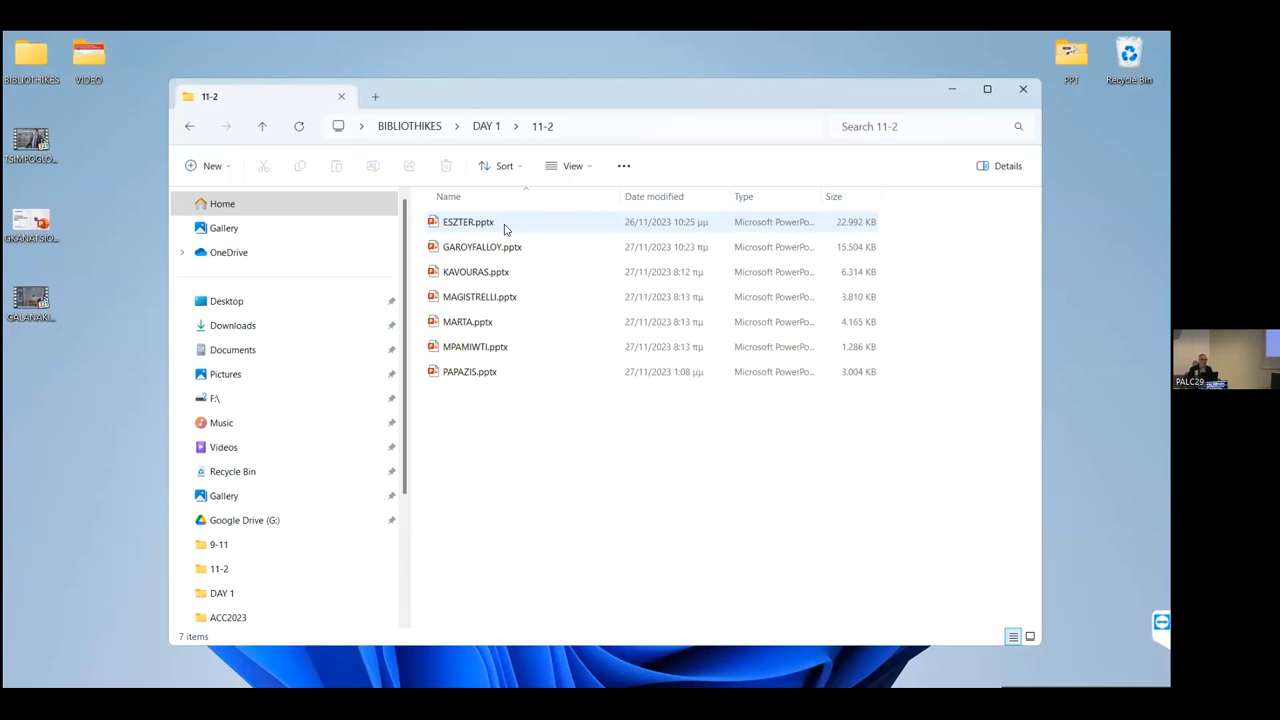 BIBLIOTHIKES
VIDEO
PPT
Recycle Bin
TSIMPOGLO...
GKANATSIO...
GALANAKI...
11-2
BIBLIOTHIKES > DAY 1 > 11-2
Search 11-2
New
Sort
View
Details
Home
Gallery
OneDrive
Desktop
Downloads
Documents
Pictures
F:\
Music
Videos
Recycle Bin
Gallery
Google Drive (G:)
9-11
11-2
DAY 1
ACC2023
Name Date modified Type Size
ESZTER.pptx 26/11/2023 10:25 μμ Microsoft PowerPo... 22.992 KB
GAROYFALLOY.pptx 27/11/2023 10:23 πμ Microsoft PowerPo... 15.504 KB
KAVOURAS.pptx 27/11/2023 8:12 πμ Microsoft PowerPo... 6.314 KB
MAGISTRELLI.pptx 27/11/2023 8:13 πμ Microsoft PowerPo... 3.810 KB
MARTA.pptx 27/11/2023 8:13 πμ Microsoft PowerPo... 4.165 KB
MPAMIWTI.pptx 27/11/2023 8:13 πμ Microsoft PowerPo... 1.286 KB
PAPAZIS.pptx 27/11/2023 1:08 μμ Microsoft PowerPo... 3.004 KB
7 items
PALC29